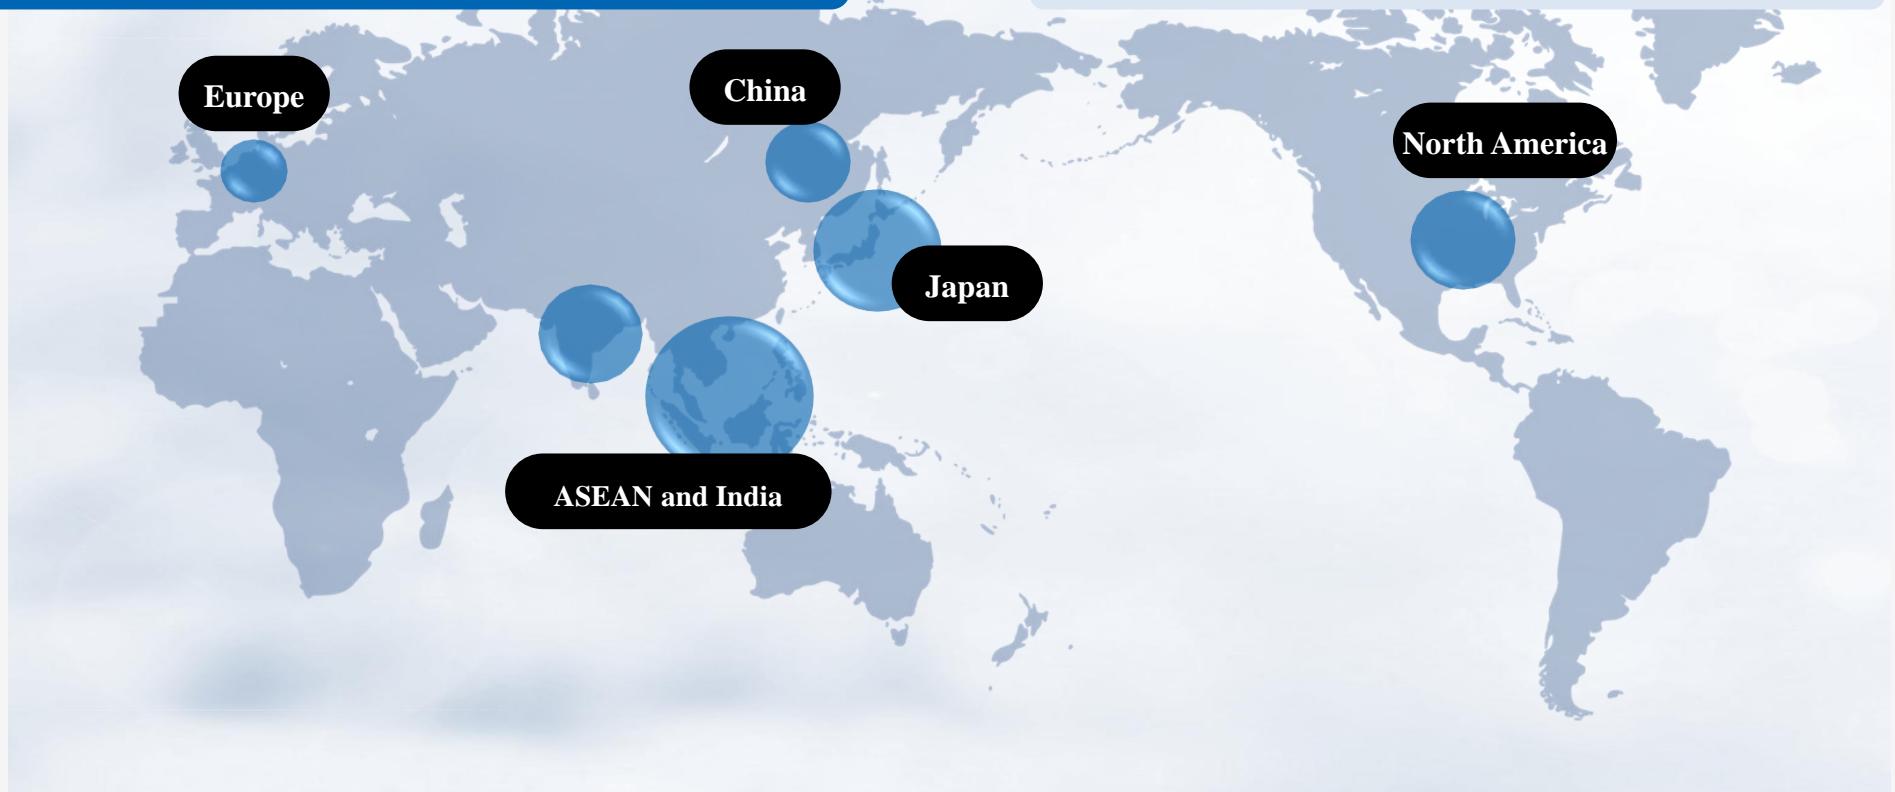 Europe
China
North America
Japan
ASEAN and India